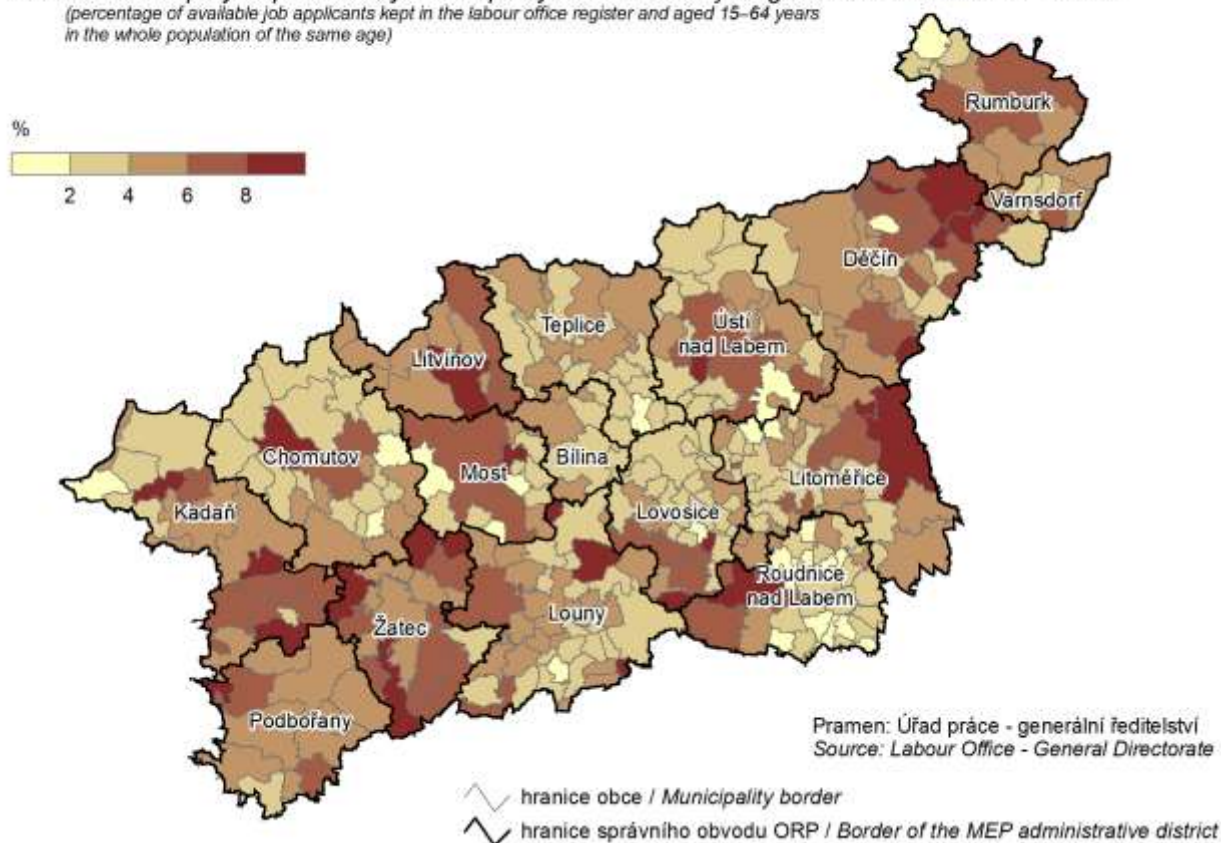 (percentage of available job applicants kept in the labour office register and aged 15–64 years
in the whole population of the same age)
%
2 4 6 8
Rumburk
Varnsdorf
Děčín
Ústí
nad Labem
Teplice
Litvínov
Bílina
Chomutov
Most
Litoměřice
Kadaň
Lovosice
Roudnice
nad Labem
Louny
Žatec
Podbořany
Pramen: Úřad práce - generální ředitelství
Source: Labour Office - General Directorate
hranice obce / Municipality border
hranice správního obvodu ORP / Border of the MEP administrative district